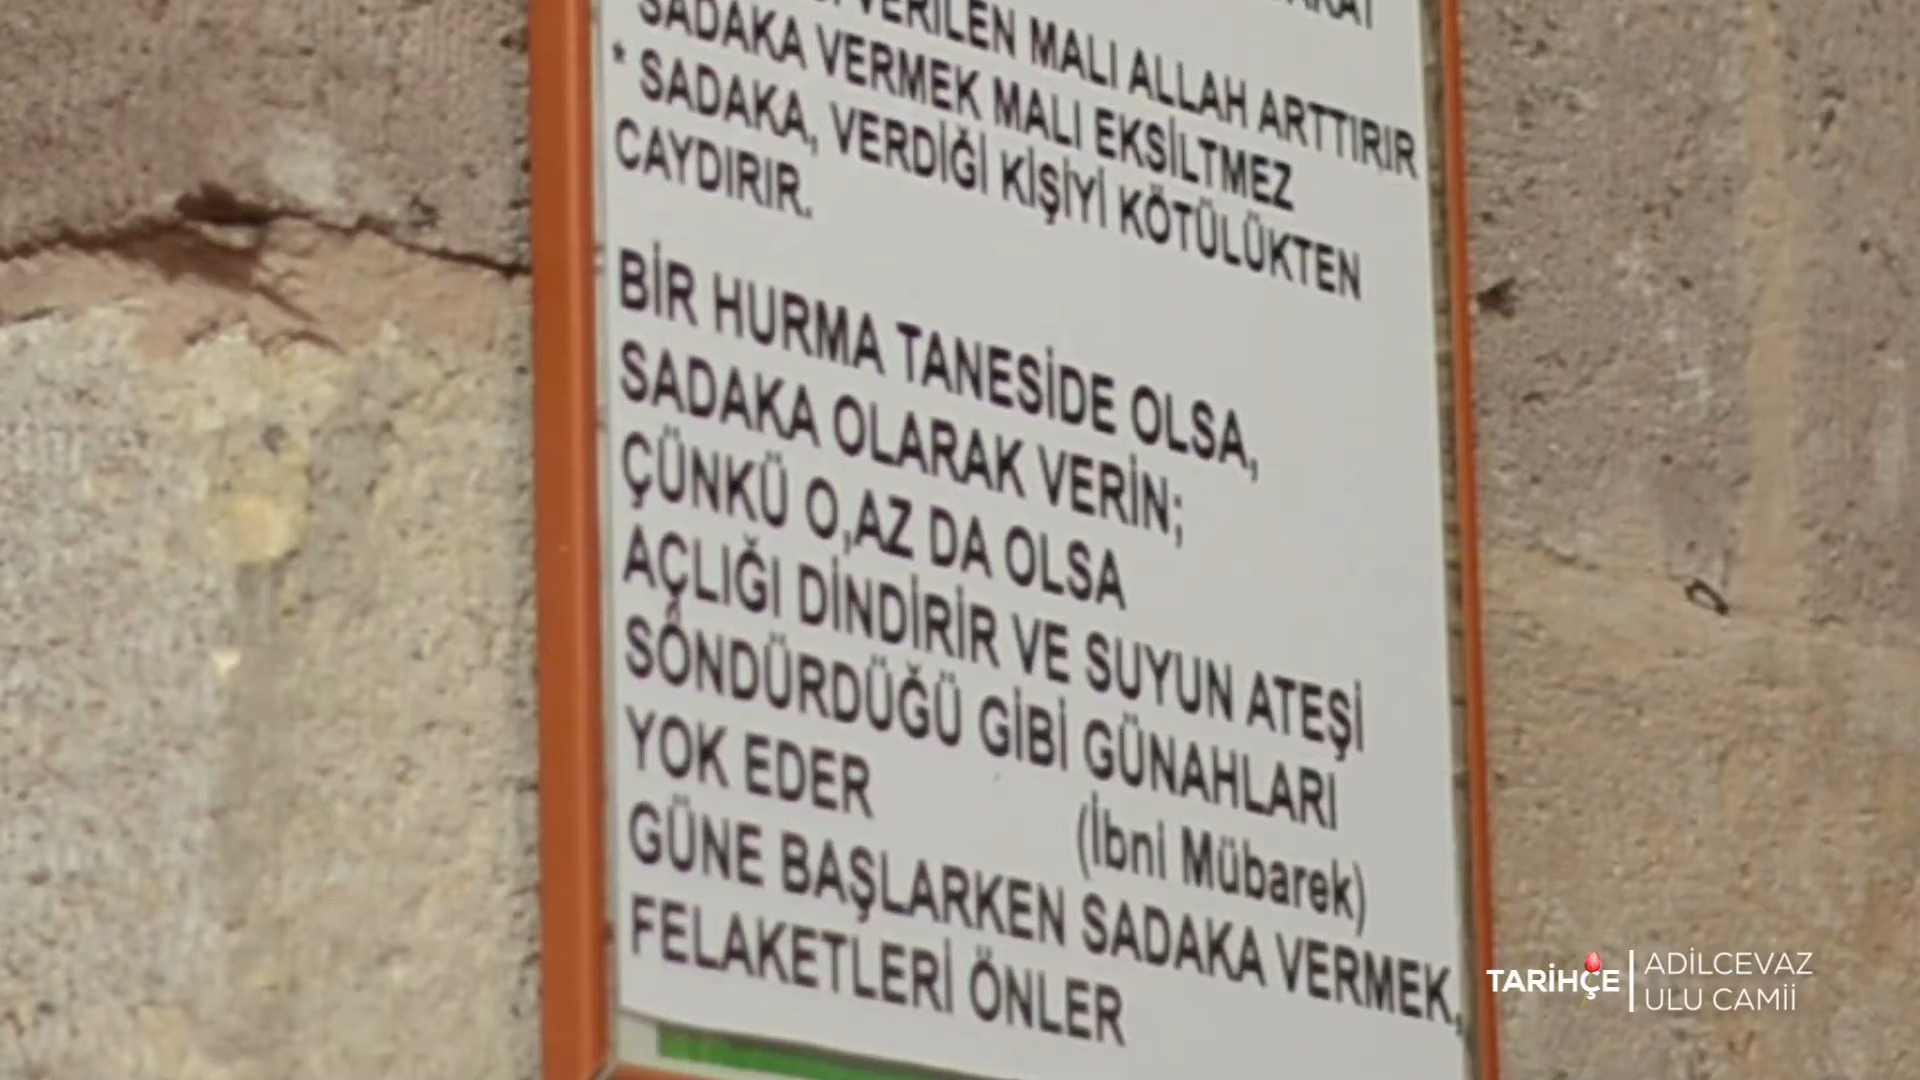 VERİLEN MALI ALLAH ARTTIRIR
SADAKA VERMEK MALI EKSİLTMEZ
* SADAKA, VERDİĞİ KİŞİYİ KÖTÜLÜKTEN
CAYDIRIR.
BİR HURMA TANESİDE OLSA,
SADAKA OLARAK VERİN;
ÇÜNKÜ O,AZ DA OLSA
AÇLIĞI DİNDİRİR VE SUYUN ATEŞİ
SÖNDÜRDÜĞÜ GİBİ GÜNAHLARI
YOK EDER (İbni Mübarek)
GÜNE BAŞLARKEN SADAKA VERMEK,
FELAKETLERİ ÖNLER
TARİHÇE
ADİLCEVAZ
ULU CAMİİ